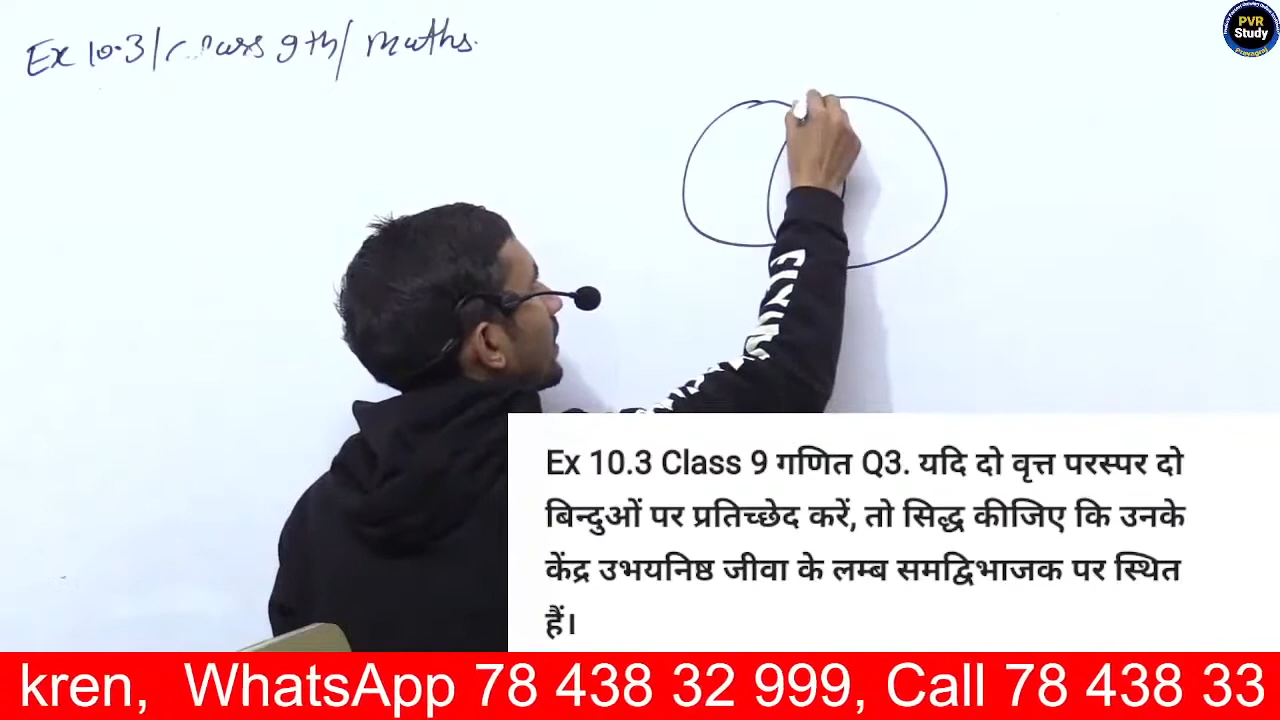 Ex 10.3 / Class 9th / Maths.
PVR
Study
Prayagraj
Ex 10.3 Class 9 गणित Q3. यदि दो वृत्त परस्पर दो
बिन्दुओं पर प्रतिच्छेद करें, तो सिद्ध कीजिए कि उनके
केंद्र उभयनिष्ठ जीवा के लम्ब समद्विभाजक पर स्थित
हैं।
kren, WhatsApp 78 438 32 999, Call 78 438 33